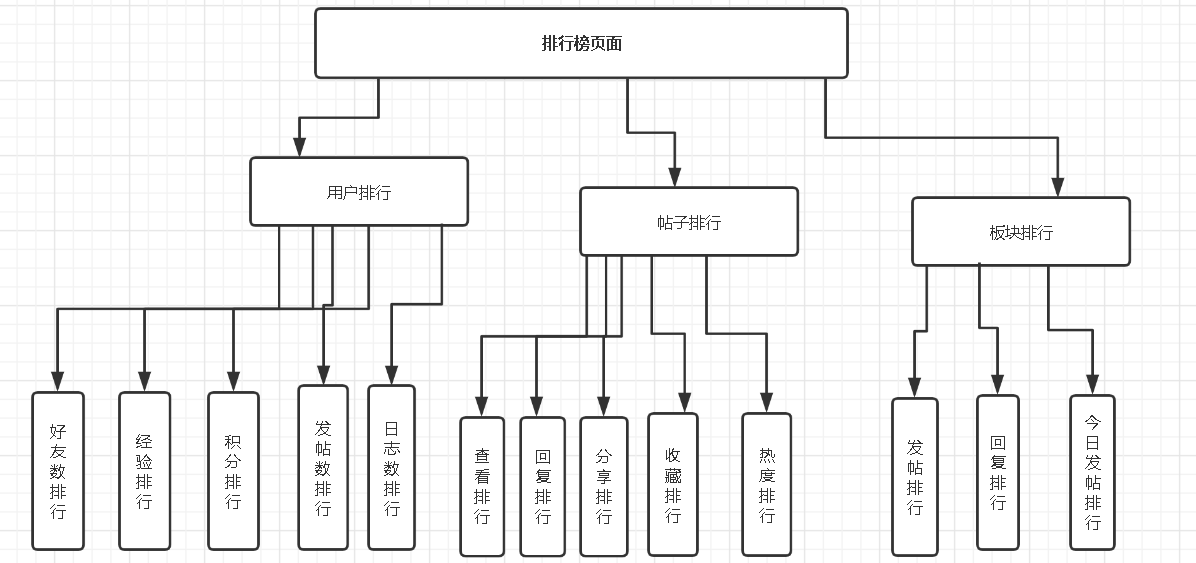 排行榜页面
用户排行
帖子排行
板块排行
好友数排行
经验排行
积分排行
发帖数排行
日志数排行
查看排行
回复排行
分享排行
收藏排行
热度排行
发帖排行
回复排行
今日发帖排行